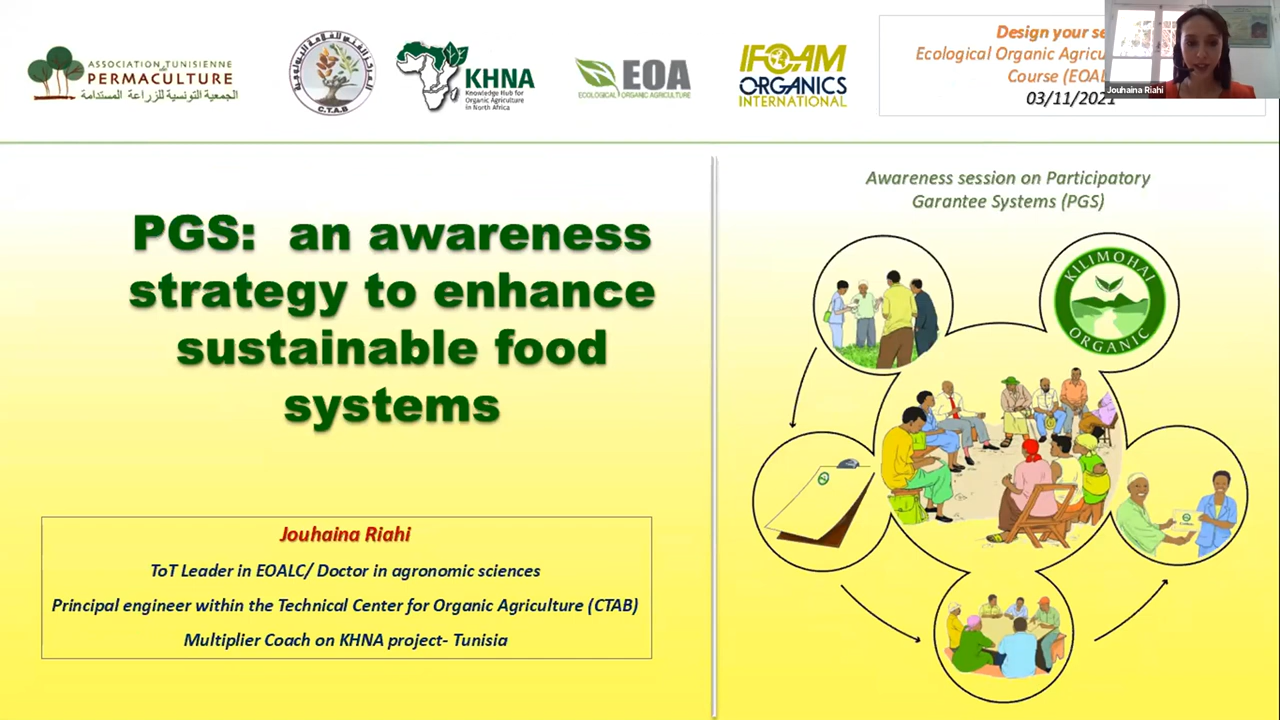 ASSOCIATION TUNISIENNE
PERMACULTURE
الجمعية التونسية للزراعة المستدامة
C.T.A.B
KHNA
Knowledge Hub for
Organic Agriculture
in North Africa
EOA
ECOLOGICAL ORGANIC AGRICULTURE
IFOAM
ORGANICS
INTERNATIONAL
Design your se
Ecological Organic Agricu
Course (EOAL
03/11/2021
Jouhaina Riahi
PGS: an awareness
strategy to enhance
sustainable food
systems
Jouhaina Riahi
ToT Leader in EOALC/ Doctor in agronomic sciences
Principal engineer within the Technical Center for Organic Agriculture (CTAB)
Multiplier Coach on KHNA project- Tunisia
Awareness session on Participatory
Garantee Systems (PGS)
KILIMOHAI
ORGANIC